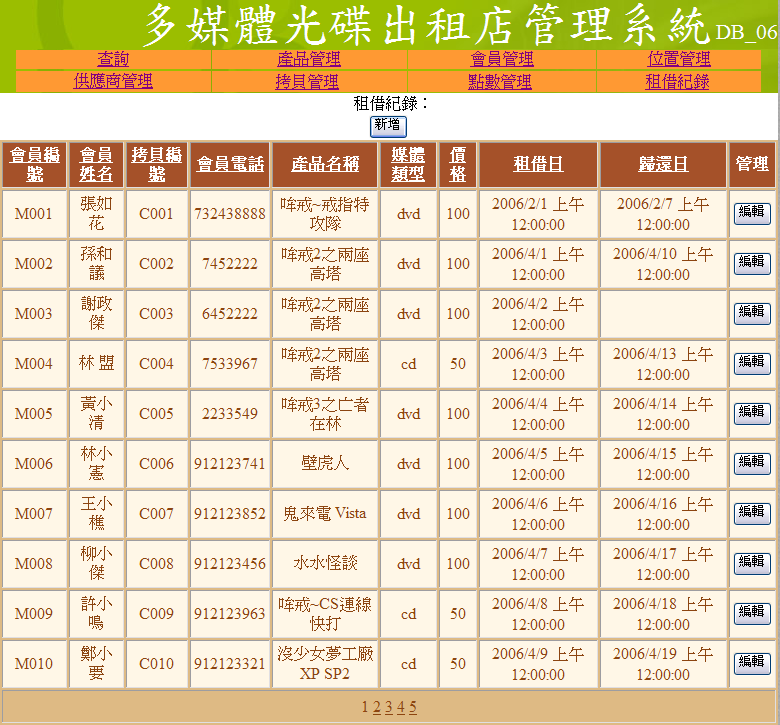 多媒體光碟出租店管理系統 DB_06
查詢 產品管理 會員管理 位置管理
供應商管理 拷貝管理 點數管理 租借紀錄
租借紀錄：
新增
會員編號 會員姓名 拷貝編號 會員電話 產品名稱 媒體類型 價格 租借日 歸還日 管理
M001 張如花 C001 732438888 哞戒~戒指特攻隊 dvd 100 2006/2/1 上午 12:00:00 2006/2/7 上午 12:00:00 編輯
M002 孫和議 C002 7452222 哞戒2之兩座高塔 dvd 100 2006/4/1 上午 12:00:00 2006/4/10 上午 12:00:00 編輯
M003 謝政傑 C003 6452222 哞戒2之兩座高塔 dvd 100 2006/4/2 上午 12:00:00 編輯
M004 林 盟 C004 7533967 哞戒2之兩座高塔 cd 50 2006/4/3 上午 12:00:00 2006/4/13 上午 12:00:00 編輯
M005 黃小清 C005 2233549 哞戒3之亡者在林 dvd 100 2006/4/4 上午 12:00:00 2006/4/14 上午 12:00:00 編輯
M006 林小憲 C006 912123741 壁虎人 dvd 100 2006/4/5 上午 12:00:00 2006/4/15 上午 12:00:00 編輯
M007 王小樵 C007 912123852 鬼來電 Vista dvd 100 2006/4/6 上午 12:00:00 2006/4/16 上午 12:00:00 編輯
M008 柳小傑 C008 912123456 水水怪談 dvd 100 2006/4/7 上午 12:00:00 2006/4/17 上午 12:00:00 編輯
M009 許小鳴 C009 912123963 哞戒~CS連線快打 cd 50 2006/4/8 上午 12:00:00 2006/4/18 上午 12:00:00 編輯
M010 鄭小要 C010 912123321 沒少女夢工廠 XP SP2 cd 50 2006/4/9 上午 12:00:00 2006/4/19 上午 12:00:00 編輯
1 2 3 4 5